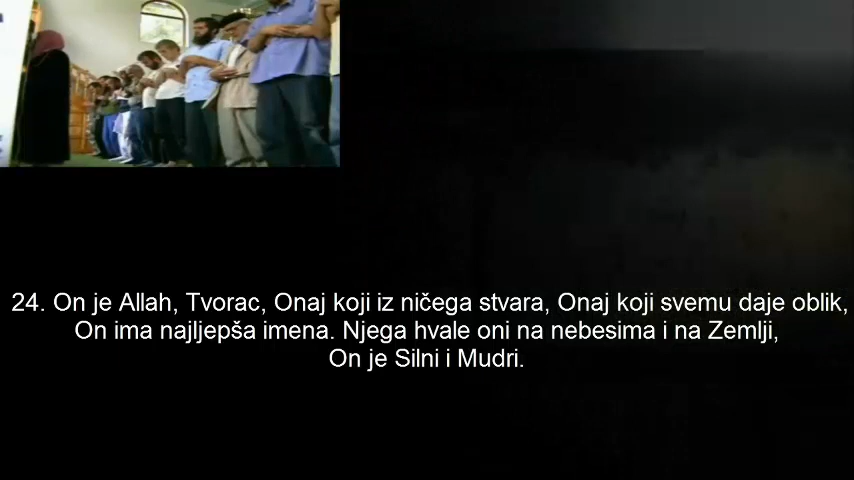 24. On je Allah, Tvorac, Onaj koji iz ničega stvara, Onaj koji svemu daje oblik,
On ima najljepša imena. Njega hvale oni na nebesima i na Zemlji,
On je Silni i Mudri.